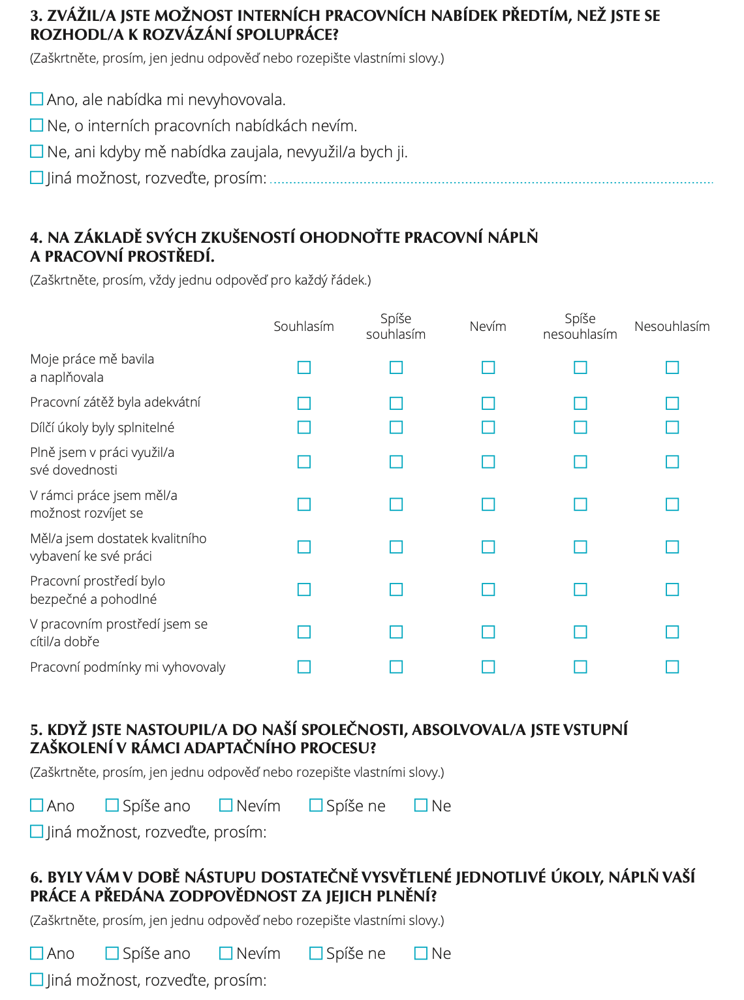 3. ZVÁŽIL/A JSTE MOŽNOST INTERNÍCH PRACOVNÍCH NABÍDEK PŘEDTÍM, NEŽ JSTE SE
ROZHODL/A K ROZVÁZÁNÍ SPOLUPRÁCE?
(Zaškrtněte, prosím, jen jednu odpověď nebo rozepište vlastními slovy.)
Ano, ale nabídka mi nevyhovovala.
Ne, o interních pracovních nabídkách nevím.
Ne, ani kdyby mě nabídka zaujala, nevyužil/a bych ji.
Jiná možnost, rozveďte, prosím:
4. NA ZÁKLADĚ SVÝCH ZKUŠENOSTÍ OHODNOŤTE PRACOVNÍ NÁPLŇ
A PRACOVNÍ PROSTŘEDÍ.
(Zaškrtněte, prosím, vždy jednu odpověď pro každý řádek.)
Souhlasím Spíše souhlasím Nevím Spíše nesouhlasím Nesouhlasím
Moje práce mě bavila
a naplňovala
Pracovní zátěž byla adekvátní
Dílčí úkoly byly splnitelné
Plně jsem v práci využil/a
své dovednosti
V rámci práce jsem měl/a
možnost rozvíjet se
Měl/a jsem dostatek kvalitního
vybavení ke své práci
Pracovní prostředí bylo
bezpečné a pohodlné
V pracovním prostředí jsem se
cítil/a dobře
Pracovní podmínky mi vyhovovaly
5. KDYŽ JSTE NASTOUPIL/A DO NAŠÍ SPOLEČNOSTI, ABSOLVOVAL/A JSTE VSTUPNÍ
ZAŠKOLENÍ V RÁMCI ADAPTAČNÍHO PROCESU?
(Zaškrtněte, prosím, jen jednu odpověď nebo rozepište vlastními slovy.)
Ano Spíše ano Nevím Spíše ne Ne
Jiná možnost, rozveďte, prosím:
6. BYLY VÁM V DOBĚ NÁSTUPU DOSTATEČNĚ VYSVĚTLENÉ JEDNOTLIVÉ ÚKOLY, NÁPLŇ VAŠÍ
PRÁCE A PŘEDÁNA ZODPOVĚDNOST ZA JEJICH PLNĚNÍ?
(Zaškrtněte, prosím, jen jednu odpověď nebo rozepište vlastními slovy.)
Ano Spíše ano Nevím Spíše ne Ne
Jiná možnost, rozveďte, prosím: